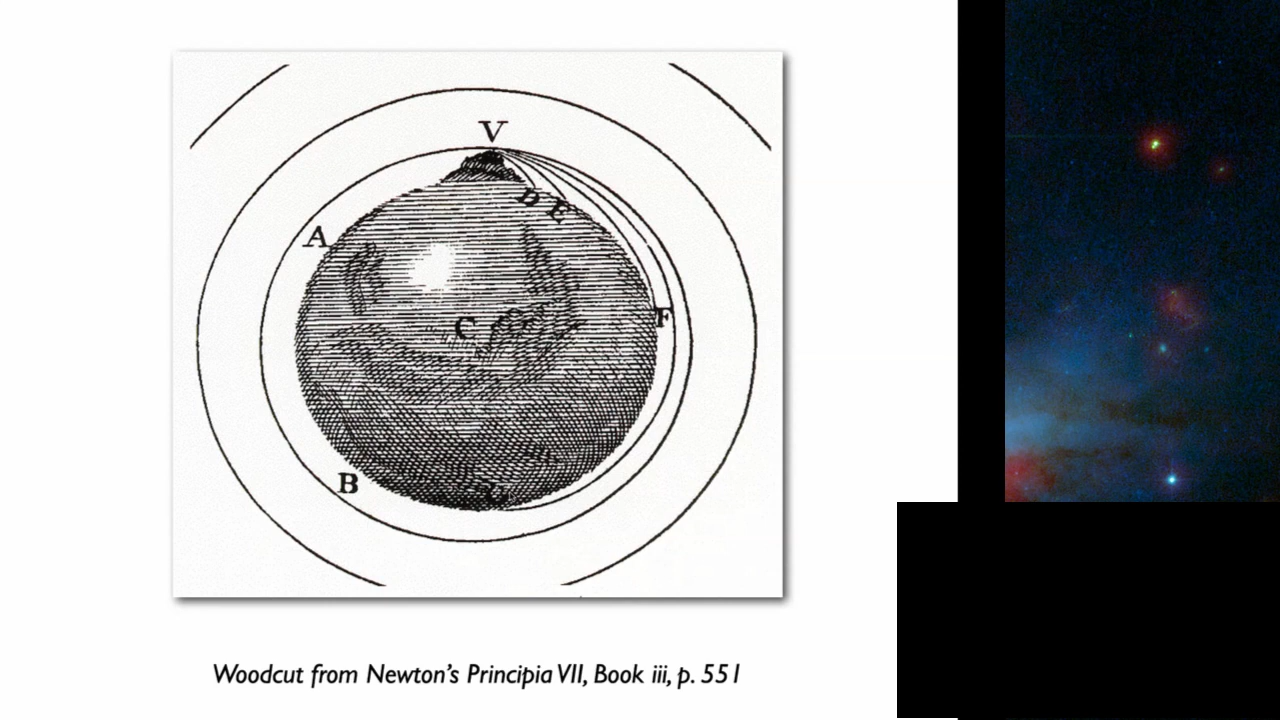 V
D E
A
C
F
B
G
Woodcut from Newton's Principia VII, Book iii, p. 551